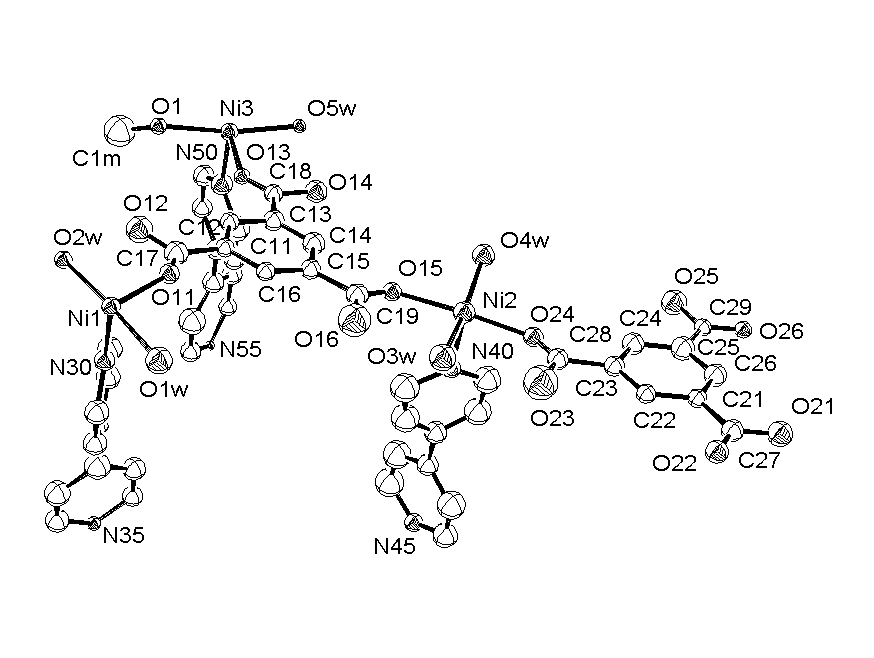 O1
Ni3
O5w
C1m
N50
O13
C18
O14
O12
C12
C13
O2w
C17
C11
C14
C15
O4w
O11
C16
O15
O25
Ni1
Ni2
O24
C29
O16
C19
C28
C24
O26
N30
N55
O3w
N40
C25
C26
O1w
C23
C21
O23
C22
O21
O22
C27
N35
N45